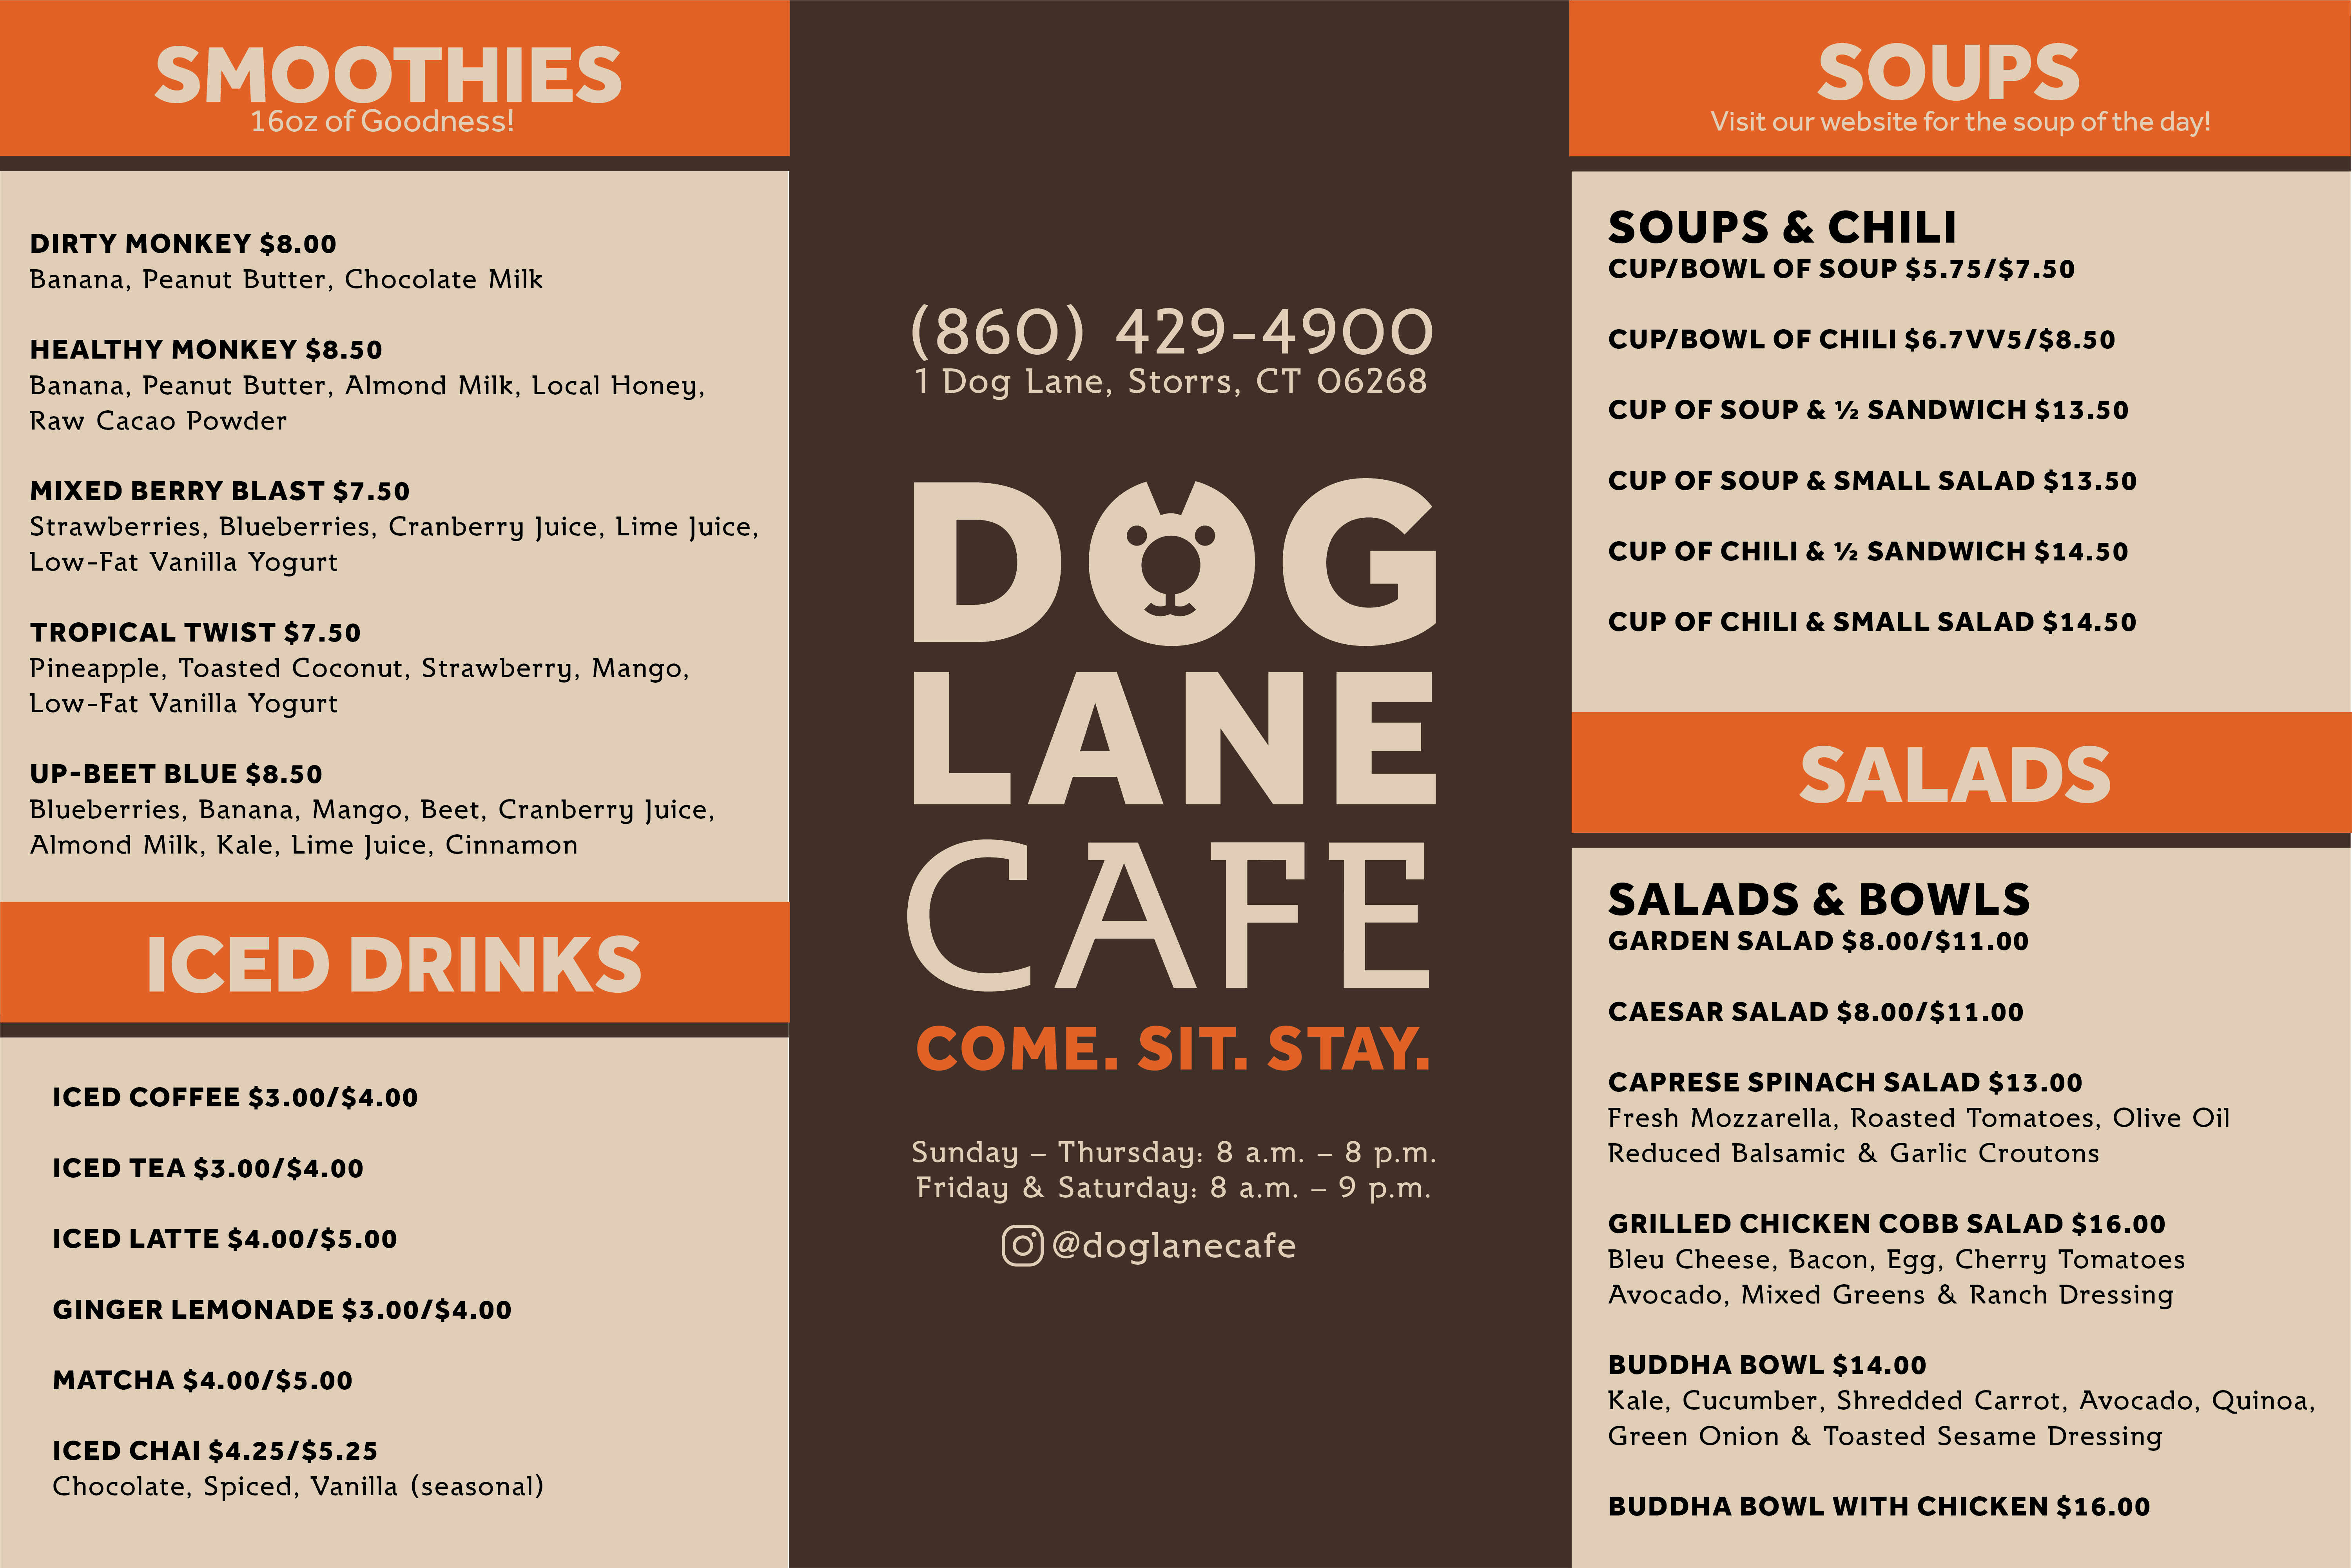 SMOOTHIES
16oz of Goodness!
DIRTY MONKEY $8.00
Banana, Peanut Butter, Chocolate Milk
HEALTHY MONKEY $8.50
Banana, Peanut Butter, Almond Milk, Local Honey,
Raw Cacao Powder
MIXED BERRY BLAST $7.50
Strawberries, Blueberries, Cranberry Juice, Lime Juice,
Low-Fat Vanilla Yogurt
TROPICAL TWIST $7.50
Pineapple, Toasted Coconut, Strawberry, Mango,
Low-Fat Vanilla Yogurt
UP-BEET BLUE $8.50
Blueberries, Banana, Mango, Beet, Cranberry Juice,
Almond Milk, Kale, Lime Juice, Cinnamon
ICED DRINKS
ICED COFFEE $3.00/$4.00
ICED TEA $3.00/$4.00
ICED LATTE $4.00/$5.00
GINGER LEMONADE $3.00/$4.00
MATCHA $4.00/$5.00
ICED CHAI $4.25/$5.25
Chocolate, Spiced, Vanilla (seasonal)
(860) 429-4900
1 Dog Lane, Storrs, CT 06268
DOG
LANE
CAFE
COME. SIT. STAY.
Sunday – Thursday: 8 a.m. – 8 p.m.
Friday & Saturday: 8 a.m. – 9 p.m.
@doglanecafe
SOUPS
Visit our website for the soup of the day!
SOUPS & CHILI
CUP/BOWL OF SOUP $5.75/$7.50
CUP/BOWL OF CHILI $6.7VV5/$8.50
CUP OF SOUP & ½ SANDWICH $13.50
CUP OF SOUP & SMALL SALAD $13.50
CUP OF CHILI & ½ SANDWICH $14.50
CUP OF CHILI & SMALL SALAD $14.50
SALADS
SALADS & BOWLS
GARDEN SALAD $8.00/$11.00
CAESAR SALAD $8.00/$11.00
CAPRESE SPINACH SALAD $13.00
Fresh Mozzarella, Roasted Tomatoes, Olive Oil
Reduced Balsamic & Garlic Croutons
GRILLED CHICKEN COBB SALAD $16.00
Bleu Cheese, Bacon, Egg, Cherry Tomatoes
Avocado, Mixed Greens & Ranch Dressing
BUDDHA BOWL $14.00
Kale, Cucumber, Shredded Carrot, Avocado, Quinoa,
Green Onion & Toasted Sesame Dressing
BUDDHA BOWL WITH CHICKEN $16.00